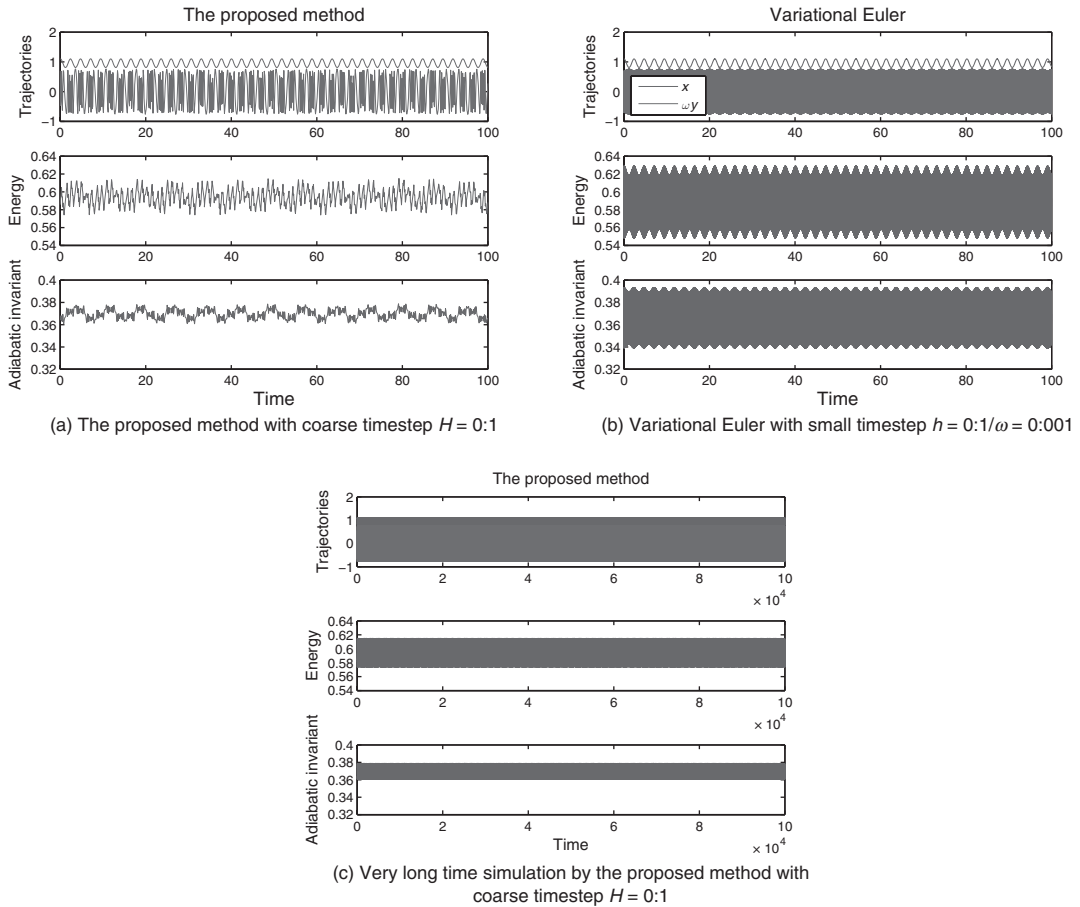 The proposed method
Trajectories
2
1
0
−1
0 20 40 60 80 100
Energy
0.64
0.62
0.6
0.58
0.56
0.54
0 20 40 60 80 100
Adiabatic invariant
0.4
0.38
0.36
0.34
0.32
0 20 40 60 80 100
Time
(a) The proposed method with coarse timestep H = 0:1
Variational Euler
Trajectories
2
1
0
−1
x
ωy
0 20 40 60 80 100
Energy
0.64
0.62
0.6
0.58
0.56
0.54
0 20 40 60 80 100
Adiabatic invariant
0.4
0.38
0.36
0.34
0.32
0 20 40 60 80 100
Time
(b) Variational Euler with small timestep h = 0:1/ω = 0:001
The proposed method
Trajectories
2
1
0
−1
0 2 4 6 8 10
× 10⁴
Energy
0.64
0.62
0.6
0.58
0.56
0.54
0 2 4 6 8 10
× 10⁴
Adiabatic invariant
0.4
0.38
0.36
0.34
0.32
0 2 4 6 8 10
Time
× 10⁴
(c) Very long time simulation by the proposed method with
coarse timestep H = 0:1